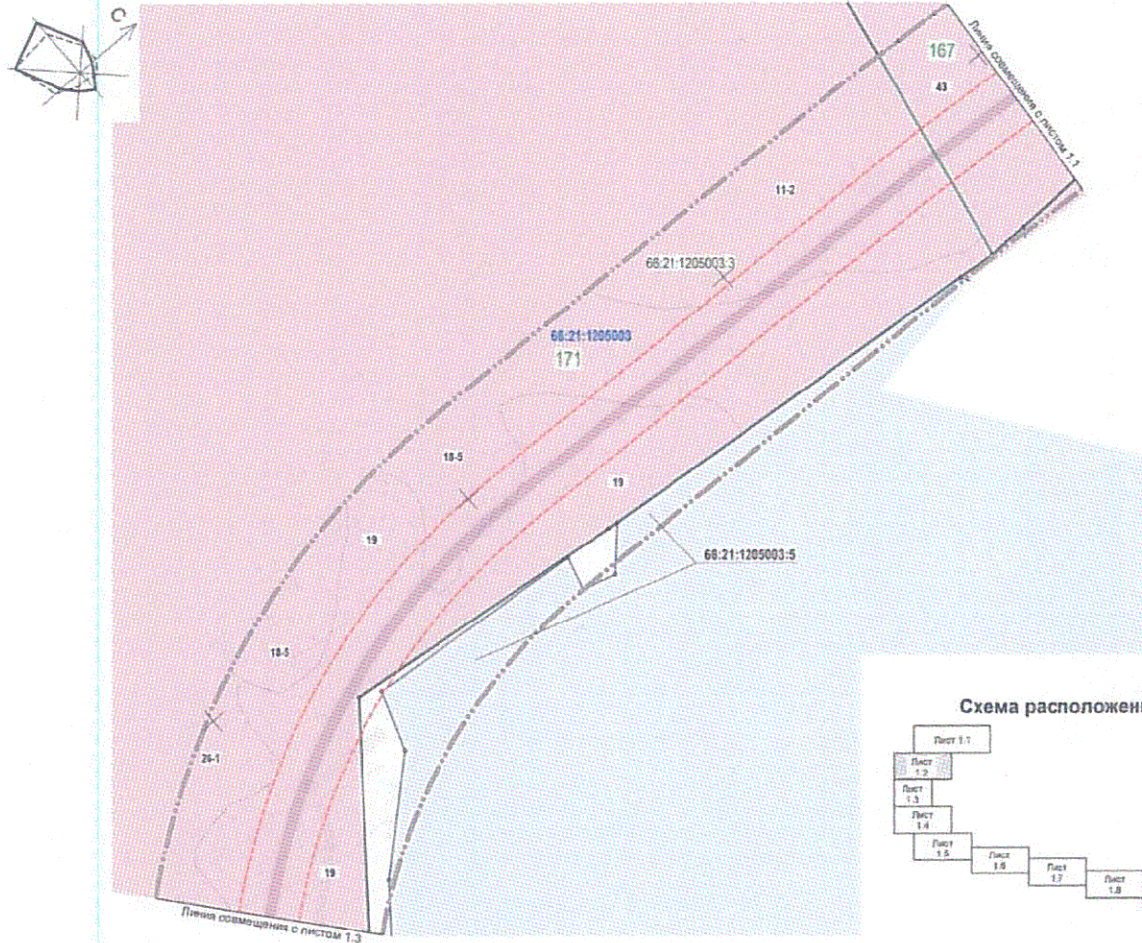 С
Линия совмещения с листом 1.1
167
43
11-2
66:21:1205003:3
66:21:1205003
171
18-5
19
19
66:21:1205003:5
18-5
26-1
19
Линия совмещения с листом 1.3
Схема расположени
Лист 1.1
Лист
1.2
Лист
1.3
Лист
1.4
Лист
1.5
Лист
1.6
Лист
1.7
Лист
1.8